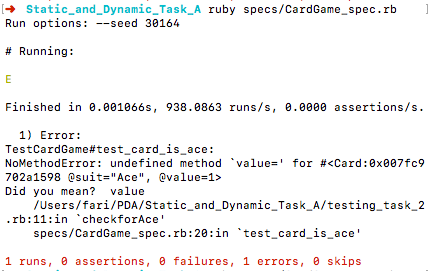 [➜ Static_and_Dynamic_Task_A ruby specs/CardGame_spec.rb ]
Run options: --seed 30164
# Running:
E
Finished in 0.001066s, 938.0863 runs/s, 0.0000 assertions/s.
1) Error:
TestCardGame#test_card_is_ace:
NoMethodError: undefined method `value=' for #<Card:0x007fc9
702a1598 @suit="Ace", @value=1>
Did you mean?  value
/Users/fari/PDA/Static_and_Dynamic_Task_A/testing_task_2
.rb:11:in `checkforAce'
specs/CardGame_spec.rb:20:in `test_card_is_ace'
1 runs, 0 assertions, 0 failures, 1 errors, 0 skips